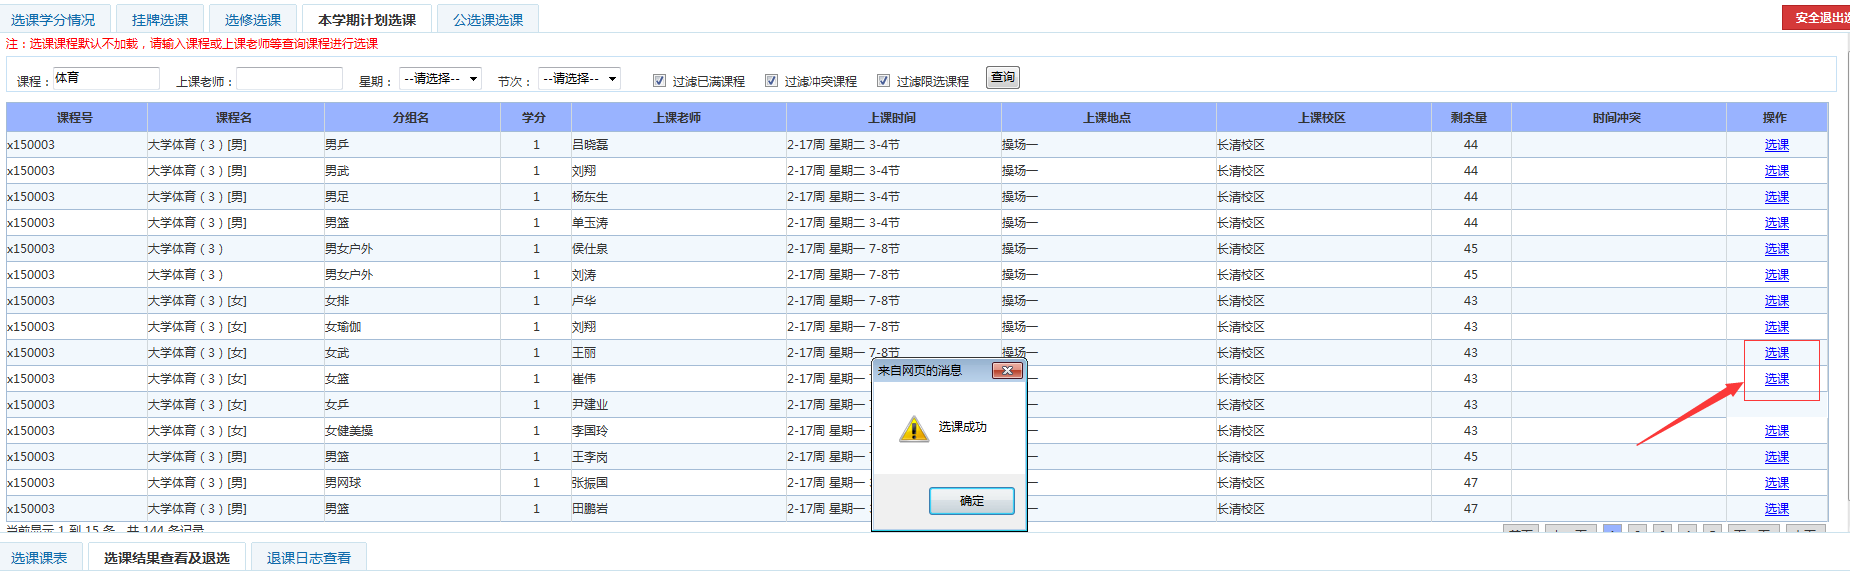 选课学分情况 挂牌选课 选修选课 本学期计划选课 公选课选课 安全退出
注：选课课程默认不加载，请输入课程或上课老师等查询课程进行选课
课程： 体育 上课老师： 星期： --请选择-- 节次： --请选择-- 过滤已满课程 过滤冲突课程 过滤限选课程 查询
课程号 课程名 分组名 学分 上课老师 上课时间 上课地点 上课校区 剩余量 时间冲突 操作
x150003 大学体育（3）[男] 男乒 1 吕晓磊 2-17周 星期二 3-4节 操场一 长清校区 44 选课
x150003 大学体育（3）[男] 男武 1 刘翔 2-17周 星期二 3-4节 操场一 长清校区 44 选课
x150003 大学体育（3）[男] 男足 1 杨东生 2-17周 星期二 3-4节 操场一 长清校区 44 选课
x150003 大学体育（3）[男] 男篮 1 单玉涛 2-17周 星期二 3-4节 操场一 长清校区 44 选课
x150003 大学体育（3） 男女户外 1 侯仕泉 2-17周 星期一 7-8节 操场一 长清校区 45 选课
x150003 大学体育（3） 男女户外 1 刘涛 2-17周 星期一 7-8节 操场一 长清校区 45 选课
x150003 大学体育（3）[女] 女排 1 卢华 2-17周 星期一 7-8节 操场一 长清校区 43 选课
x150003 大学体育（3）[女] 女瑜伽 1 刘翔 2-17周 星期一 7-8节 操场一 长清校区 43 选课
x150003 大学体育（3）[女] 女武 1 王丽 2-17周 星期一 7-8节 操场一 长清校区 43 选课
x150003 大学体育（3）[女] 女篮 1 崔伟 2-17周 星期一 长清校区 43 选课
x150003 大学体育（3）[女] 女乒 1 尹建业 2-17周 星期一 长清校区 43
x150003 大学体育（3）[女] 女健美操 1 李国玲 2-17周 星期一 长清校区 43 选课
x150003 大学体育（3）[男] 男篮 1 王李岗 2-17周 星期一 长清校区 45 选课
x150003 大学体育（3）[男] 男网球 1 张振国 2-17周 星期一 长清校区 47 选课
x150003 大学体育（3）[男] 男篮 1 田鹏岩 2-17周 星期一 长清校区 47 选课
来自网页的消息
选课成功
确定
当前显示 1 到 15 条，共 144 条记录
选课课表 选课结果查看及退选 退课日志查看